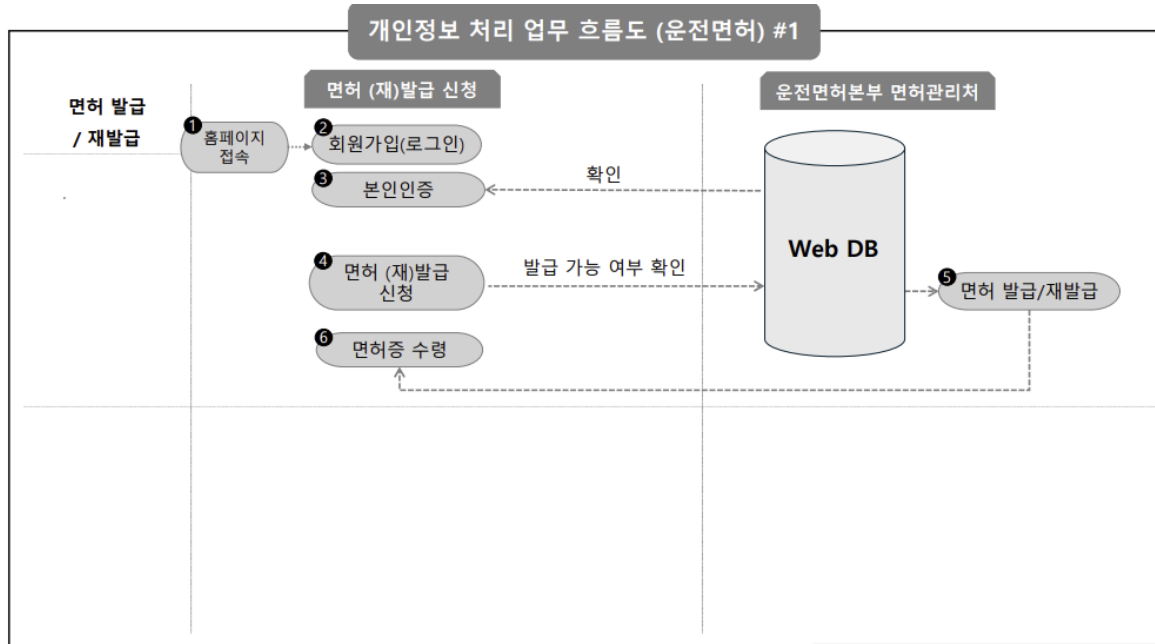 개인정보 처리 업무 흐름도 (운전면허) #1
면허 (재)발급 신청
운전면허본부 면허관리처
면허 발급
/ 재발급
1
홈페이지
접속
2
회원가입(로그인)
3
본인인증
확인
Web DB
4
면허 (재)발급
신청
발급 가능 여부 확인
5
면허 발급/재발급
6
면허증 수령